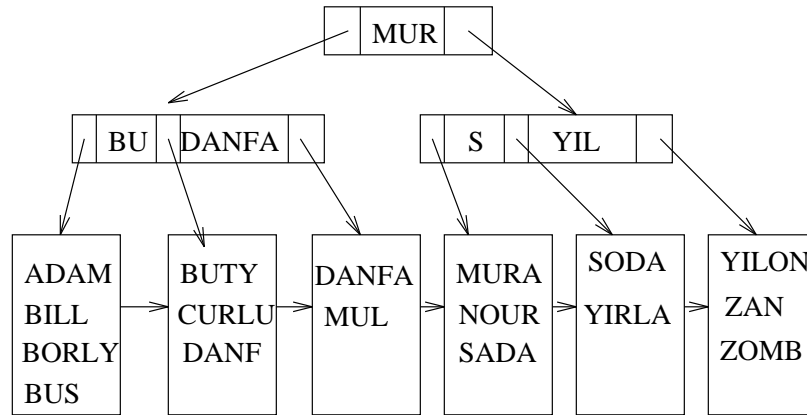 MUR
BU DANFA
S YIL
ADAM
BILL
BORLY
BUS
BUTY
CURLU
DANF
DANFA
MUL
MURA
NOUR
SADA
SODA
YIRLA
YILON
ZAN
ZOMB